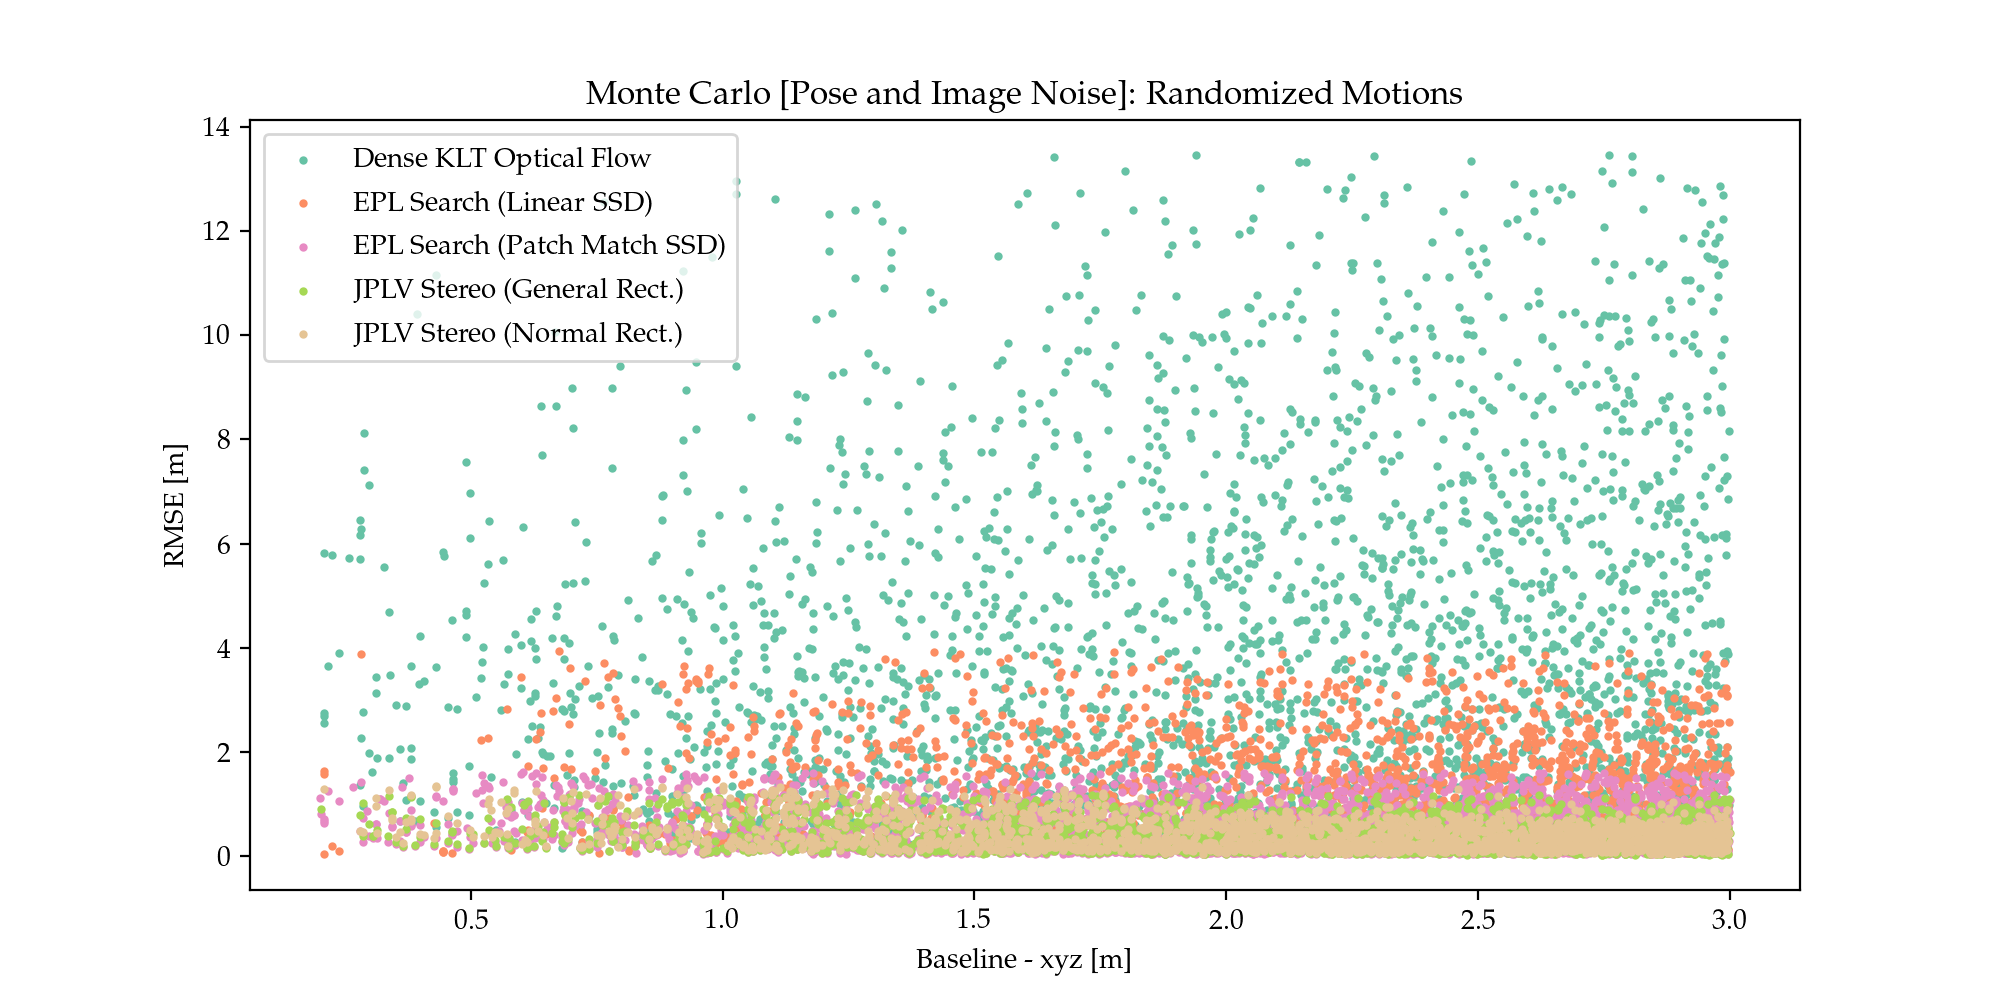 Monte Carlo [Pose and Image Noise]: Randomized Motions
14
12
10
8
6
4
2
0
RMSE [m]
Dense KLT Optical Flow
EPL Search (Linear SSD)
EPL Search (Patch Match SSD)
JPLV Stereo (General Rect.)
JPLV Stereo (Normal Rect.)
0.5 1.0 1.5 2.0 2.5 3.0
Baseline - xyz [m]